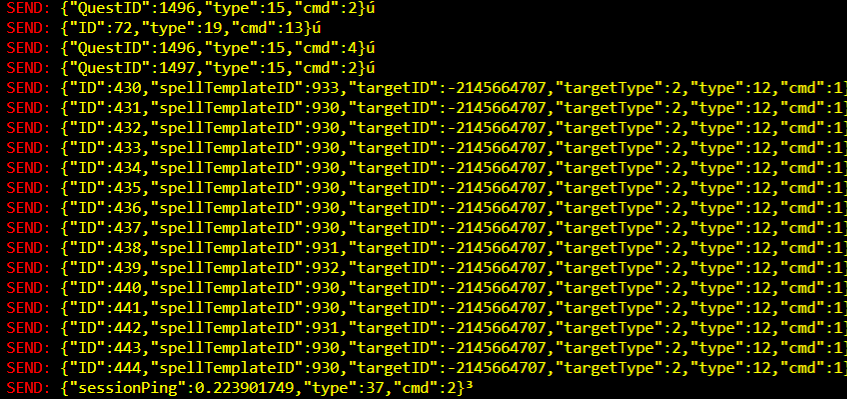 SEND: {"QuestID":1496,"type":15,"cmd":2}ú
SEND: {"ID":72,"type":19,"cmd":13}ú
SEND: {"QuestID":1496,"type":15,"cmd":4}ú
SEND: {"QuestID":1497,"type":15,"cmd":2}ú
SEND: {"ID":430,"spellTemplateID":933,"targetID":-2145664707,"targetType":2,"type":12,"cmd":1}
SEND: {"ID":431,"spellTemplateID":930,"targetID":-2145664707,"targetType":2,"type":12,"cmd":1}
SEND: {"ID":432,"spellTemplateID":930,"targetID":-2145664707,"targetType":2,"type":12,"cmd":1}
SEND: {"ID":433,"spellTemplateID":930,"targetID":-2145664707,"targetType":2,"type":12,"cmd":1}
SEND: {"ID":434,"spellTemplateID":930,"targetID":-2145664707,"targetType":2,"type":12,"cmd":1}
SEND: {"ID":435,"spellTemplateID":930,"targetID":-2145664707,"targetType":2,"type":12,"cmd":1}
SEND: {"ID":436,"spellTemplateID":930,"targetID":-2145664707,"targetType":2,"type":12,"cmd":1}
SEND: {"ID":437,"spellTemplateID":930,"targetID":-2145664707,"targetType":2,"type":12,"cmd":1}
SEND: {"ID":438,"spellTemplateID":931,"targetID":-2145664707,"targetType":2,"type":12,"cmd":1}
SEND: {"ID":439,"spellTemplateID":932,"targetID":-2145664707,"targetType":2,"type":12,"cmd":1}
SEND: {"ID":440,"spellTemplateID":930,"targetID":-2145664707,"targetType":2,"type":12,"cmd":1}
SEND: {"ID":441,"spellTemplateID":930,"targetID":-2145664707,"targetType":2,"type":12,"cmd":1}
SEND: {"ID":442,"spellTemplateID":931,"targetID":-2145664707,"targetType":2,"type":12,"cmd":1}
SEND: {"ID":443,"spellTemplateID":930,"targetID":-2145664707,"targetType":2,"type":12,"cmd":1}
SEND: {"ID":444,"spellTemplateID":930,"targetID":-2145664707,"targetType":2,"type":12,"cmd":1}
SEND: {"sessionPing":0.223901749,"type":37,"cmd":2}³